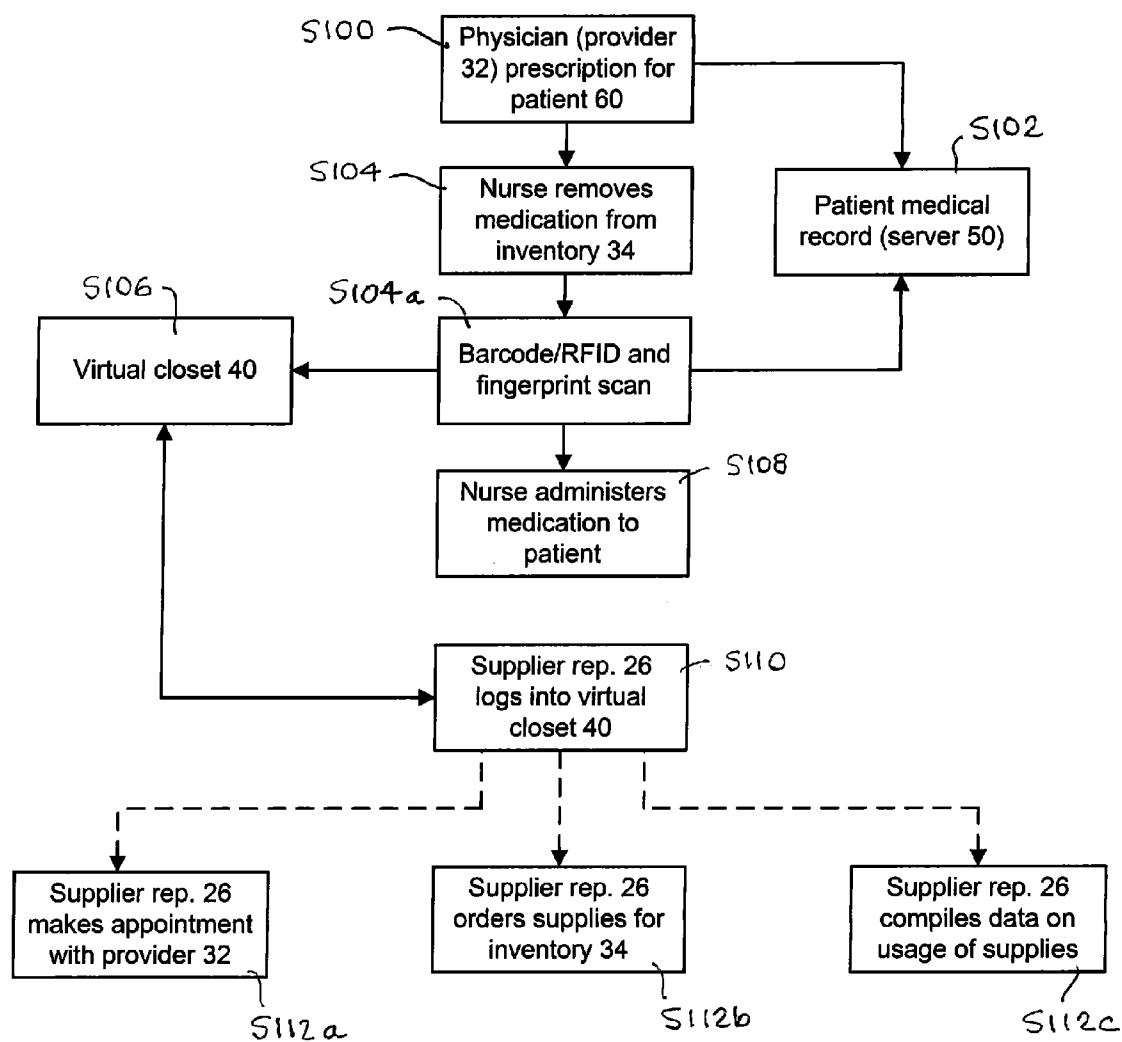 S100
Physician (provider
32) prescription for
patient 60
S102
Patient medical
record (server 50)
S104
Nurse removes
medication from
inventory 34
S106
Virtual closet 40
S104a
Barcode/RFID and
fingerprint scan
S108
Nurse administers
medication to
patient
S110
Supplier rep. 26
logs into virtual
closet 40
Supplier rep. 26
makes appointment
with provider 32
S112a
Supplier rep. 26
orders supplies for
inventory 34
S112b
Supplier rep. 26
compiles data on
usage of supplies
S112c